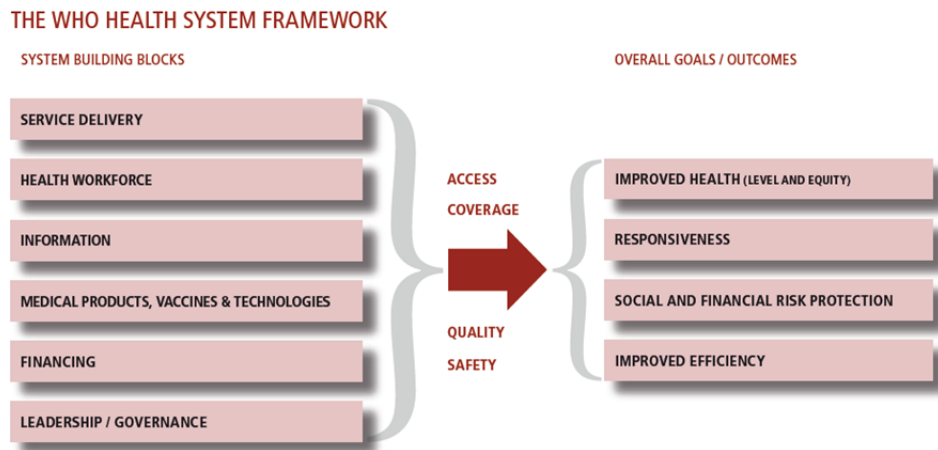 THE WHO HEALTH SYSTEM FRAMEWORK
SYSTEM BUILDING BLOCKS
OVERALL GOALS / OUTCOMES
SERVICE DELIVERY
HEALTH WORKFORCE
INFORMATION
MEDICAL PRODUCTS, VACCINES & TECHNOLOGIES
FINANCING
LEADERSHIP / GOVERNANCE
ACCESS
COVERAGE
QUALITY
SAFETY
IMPROVED HEALTH (LEVEL AND EQUITY)
RESPONSIVENESS
SOCIAL AND FINANCIAL RISK PROTECTION
IMPROVED EFFICIENCY